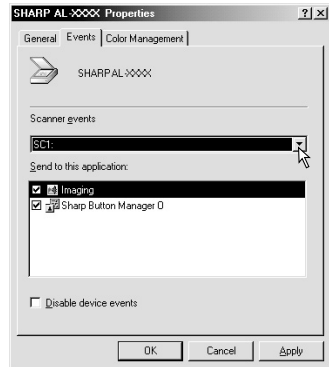 SHARP AL-XXXX Properties
General Events Color Management
SHARP AL-XXXX
Scanner events
SC1:
Send to this application:
Imaging
Sharp Button Manager O
Disable device events
OK Cancel Apply